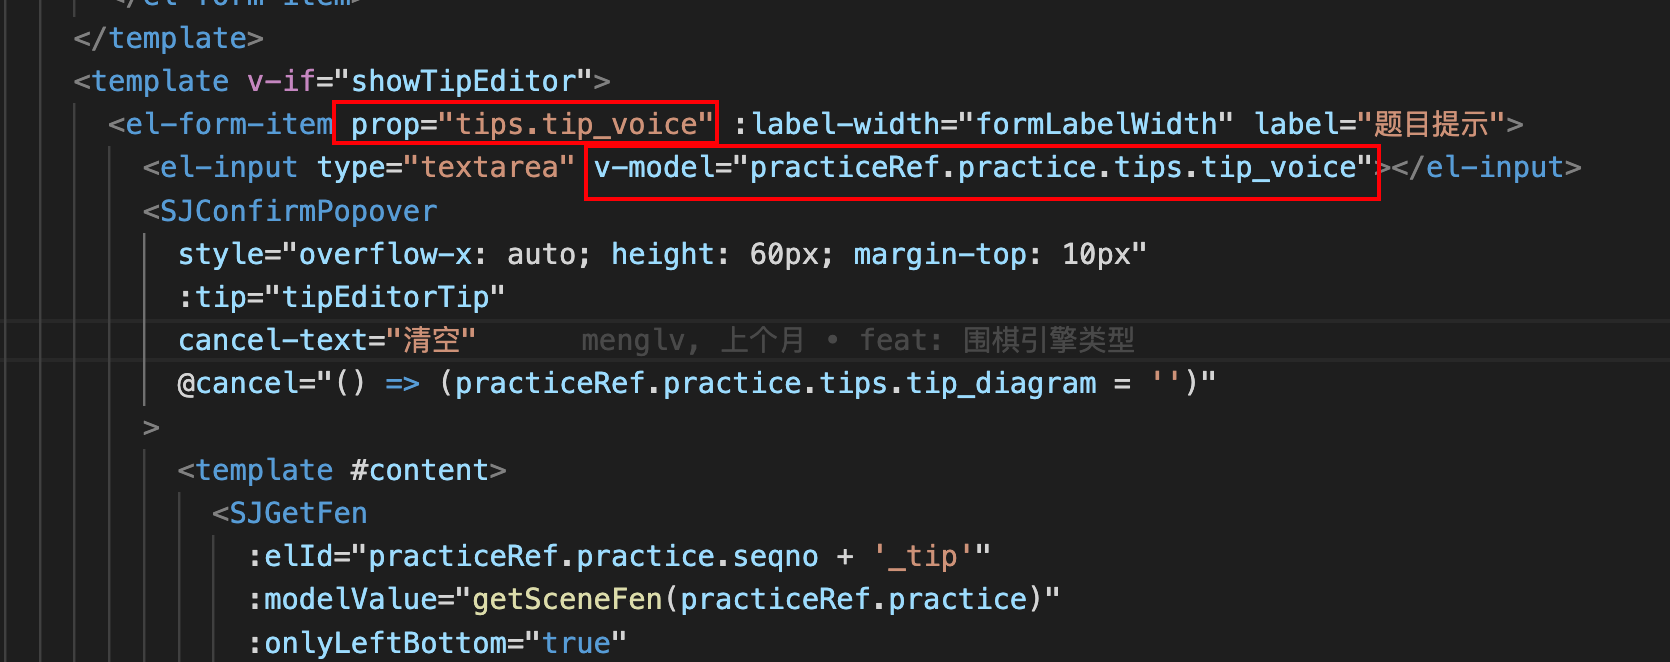 </el-form-item>
</template>
<template v-if="showTipEditor">
<el-form-item prop="tips.tip_voice" :label-width="formLabelWidth" label="题目提示">
<el-input type="textarea" v-model="practiceRef.practice.tips.tip_voice"></el-input>
<SJConfirmPopover
style="overflow-x: auto; height: 60px; margin-top: 10px"
:tip="tipEditorTip"
cancel-text="清空" menglv, 上个月 • feat: 围棋引擎类型
@cancel="() => (practiceRef.practice.tips.tip_diagram = '')"
>
<template #content>
<SJGetFen
:elId="practiceRef.practice.seqno + '_tip'"
:modelValue="getSceneFen(practiceRef.practice)"
:onlyLeftBottom="true"